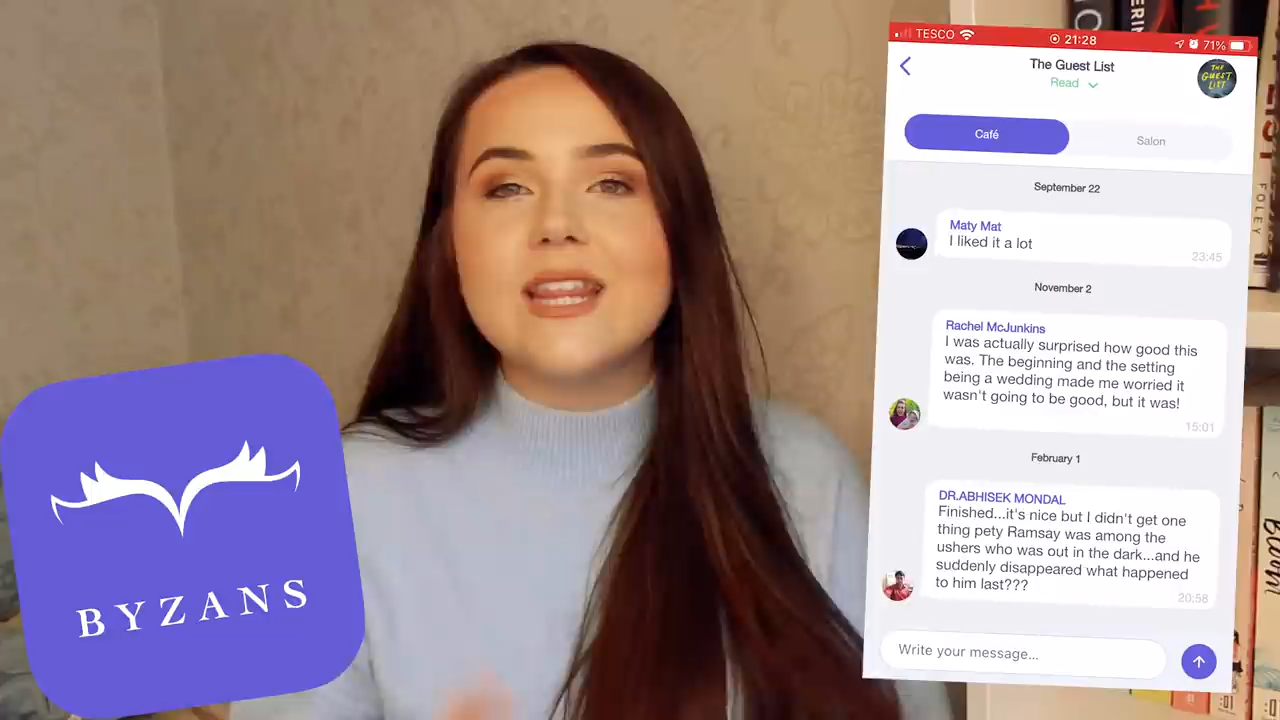 BYZANS
TESCO 21:28 71%
The Guest List
Read
THE
GUEST
LIST
Café
Salon
September 22
Maty Mat
I liked it a lot
23:45
November 2
Rachel McJunkins
I was actually surprised how good this
was. The beginning and the setting
being a wedding made me worried it
wasn't going to be good, but it was!
15:01
February 1
DR.ABHISEK MONDAL
Finished...it's nice but I didn't get one
thing pety Ramsay was among the
ushers who was out in the dark...and he
suddenly disappeared what happened
to him last???
20:58
Write your message...
FOLEY